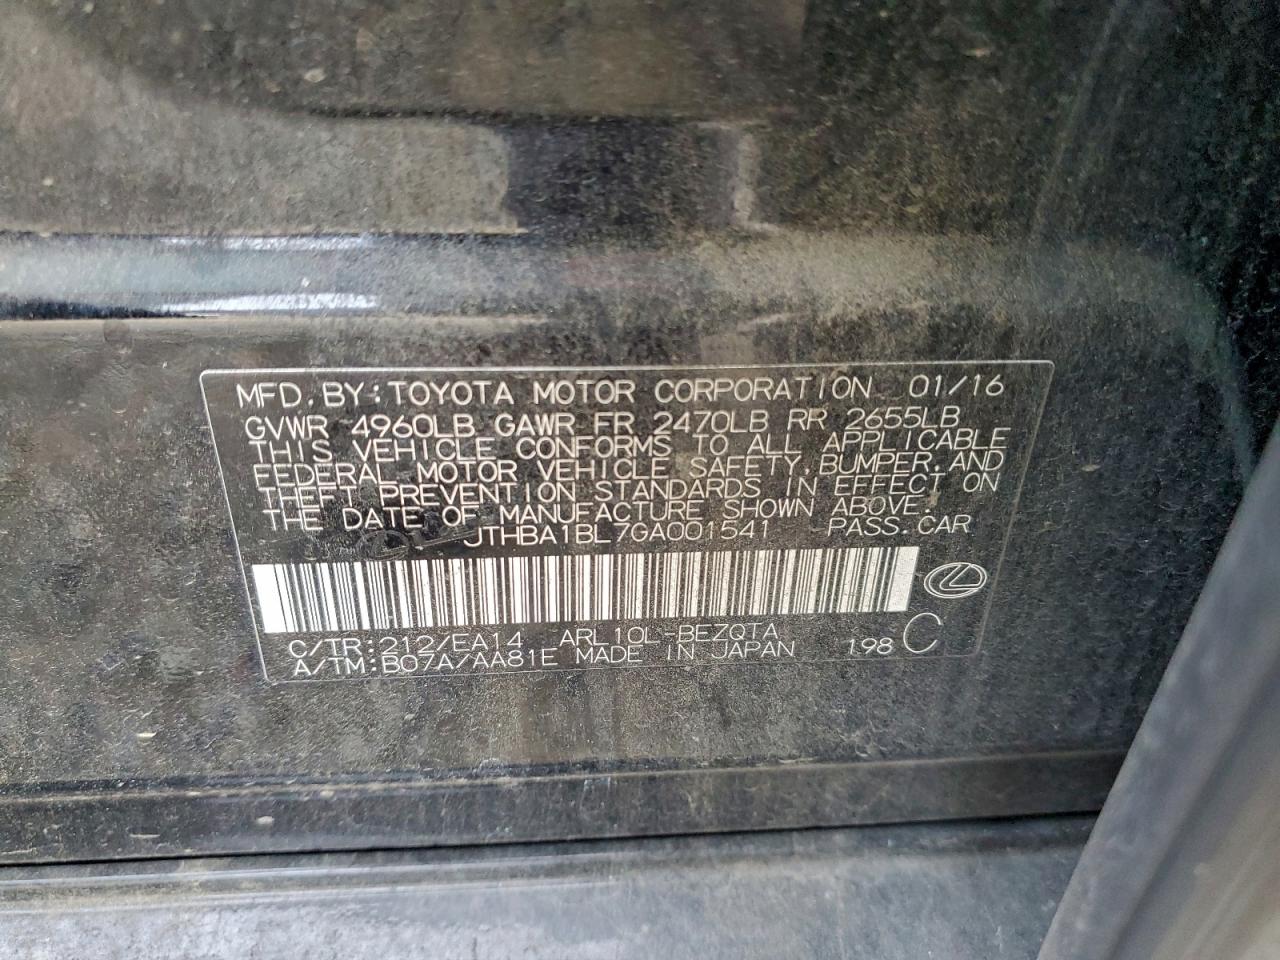 MFD. BY: TOYOTA MOTOR CORPORATION 01/16
GVWR 4960LB GAWR FR 2470LB RR 2655LB
THIS VEHICLE CONFORMS TO ALL APPLICABLE
FEDERAL MOTOR VEHICLE SAFETY, BUMPER, AND
THEFT PREVENTION STANDARDS IN EFFECT ON
THE DATE OF MANUFACTURE SHOWN ABOVE.
JTHBA1BL7GA001541 PASS. CAR
C/TR: 212/EA14 ARL10L-BEZQTA 198 C
A/TM: B07A/AA81E MADE IN JAPAN